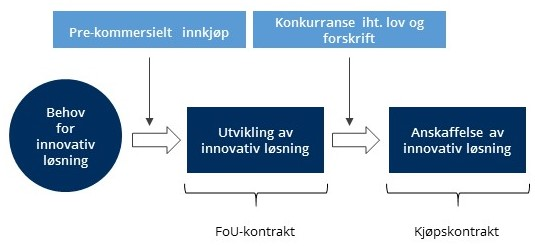 Pre-kommersielt innkjøp
Konkurranse iht. lov og
forskrift
Behov
for
innovativ
løsning
Utvikling av
innovativ løsning
Anskaffelse av
innovativ løsning
FoU-kontrakt
Kjøpskontrakt